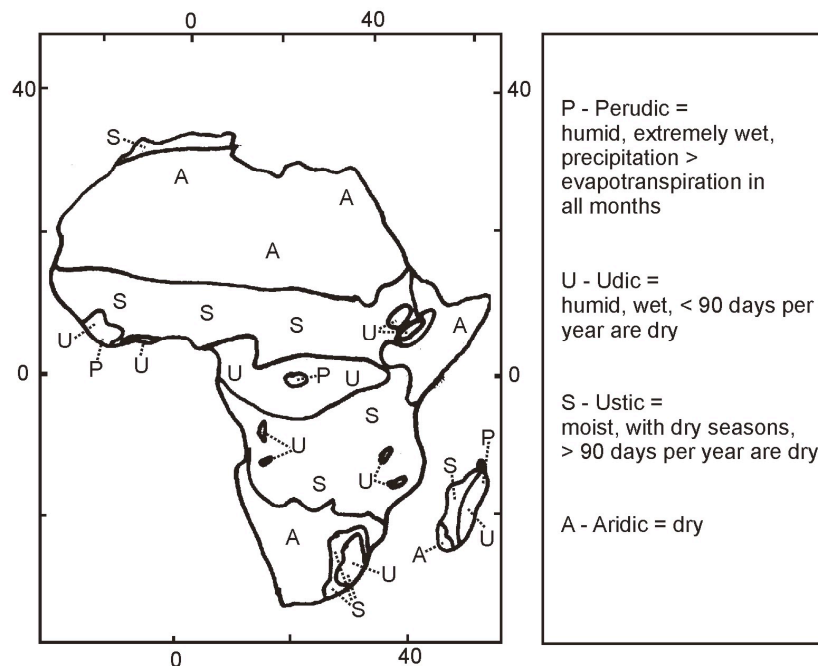 0 40
40 40
S
A A
A
S S S A
U U
P U
0 U P U 0
S
U P
S
U
S
A U
A
U
S
0 40
P - Perudic =
humid, extremely wet,
precipitation >
evapotranspiration in
all months
U - Udic =
humid, wet, < 90 days per
year are dry
S - Ustic =
moist, with dry seasons,
> 90 days per year are dry
A - Aridic = dry